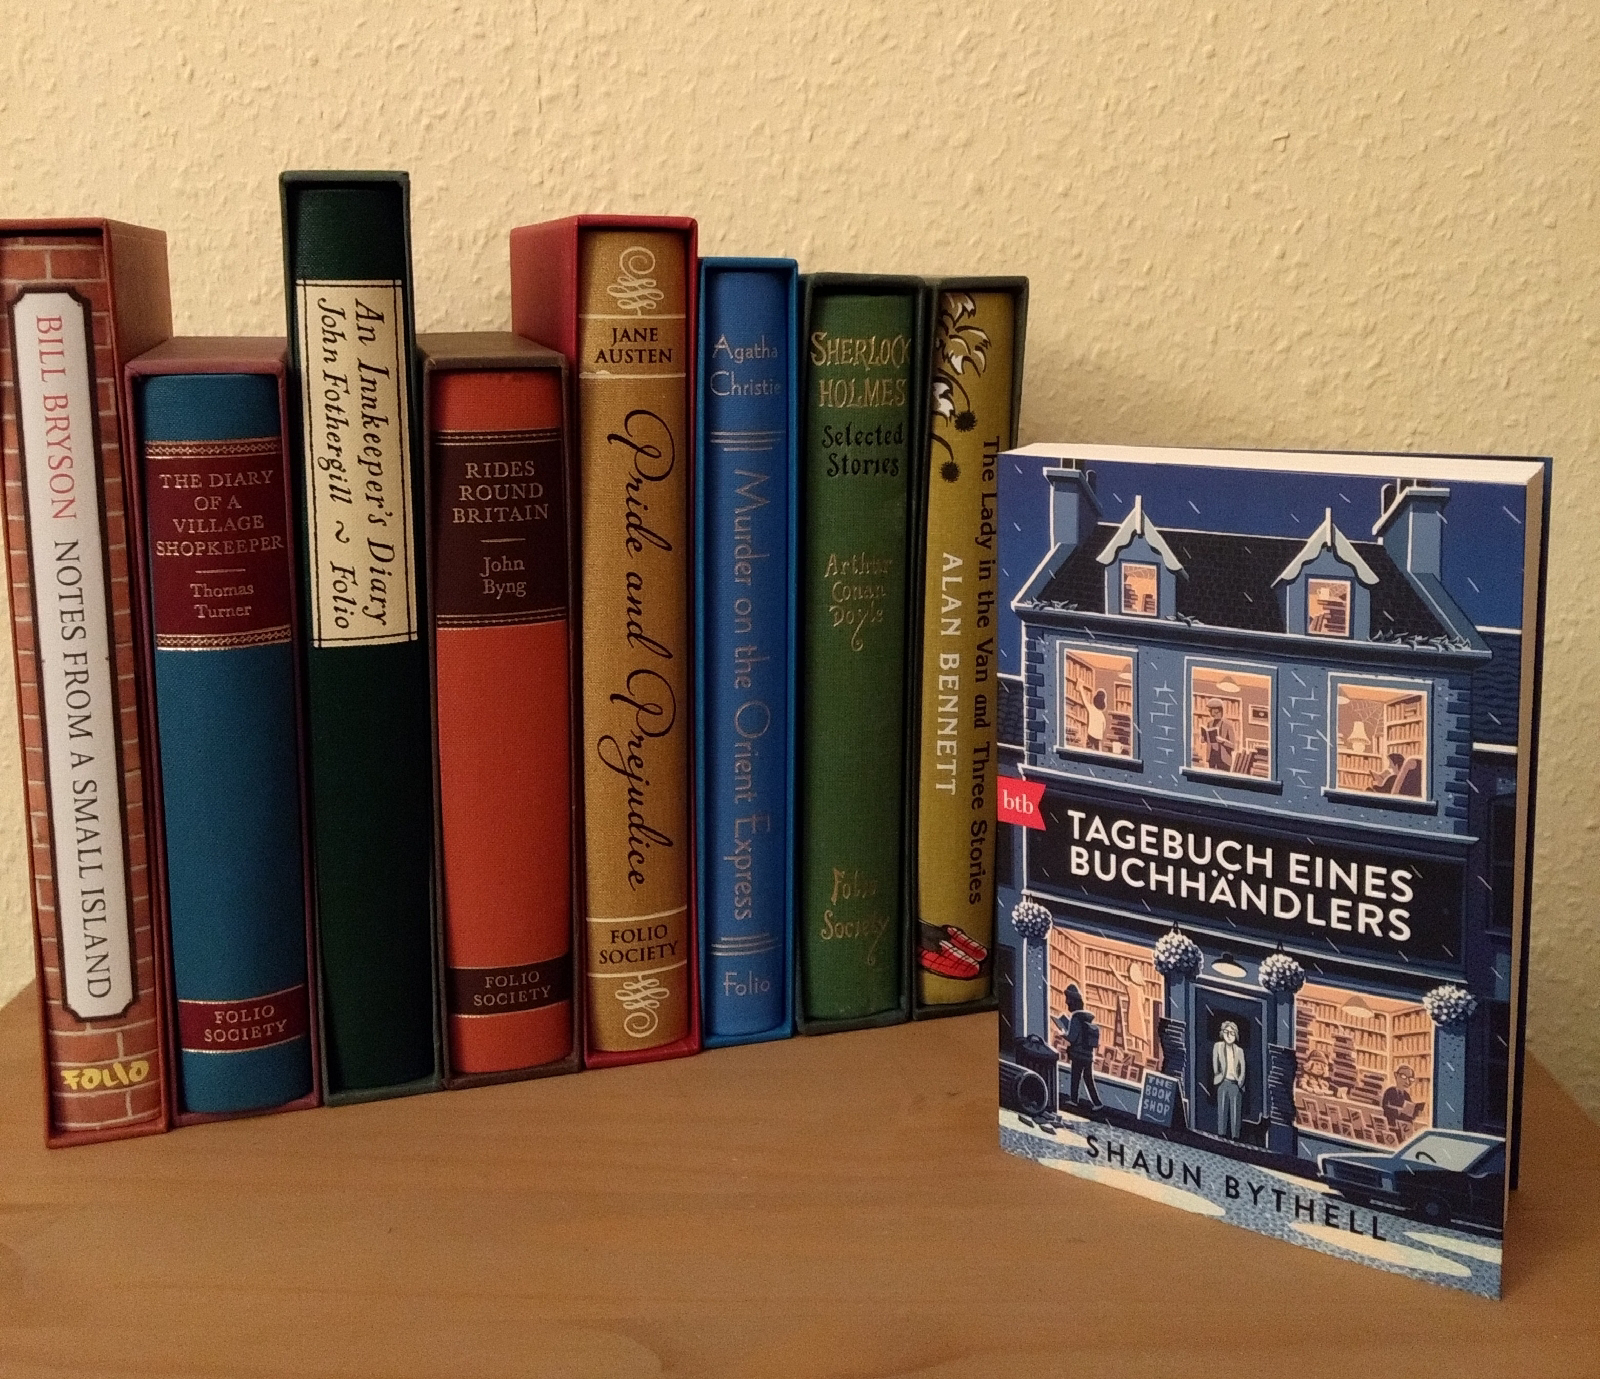 BILL BRYSON NOTES FROM A SMALL ISLAND
FOLIO
THE DIARY
OF A
VILLAGE
SHOPKEEPER
Thomas
Turner
FOLIO
SOCIETY
An Innkeeper's Diary
John Fothergill ~ Folio
RIDES
ROUND
BRITAIN
John
Byng
FOLIO
SOCIETY
JANE
AUSTEN
Pride and Prejudice
FOLIO
SOCIETY
Agatha
Christie
Murder on the Orient Express
Folio
SHERLOCK
HOLMES
Selected
Stories
Arthur
Conan
Doyle
Folio
Society
The Lady in the Van and Three Stories
ALAN BENNETT
btb
TAGEBUCH EINES
BUCHHÄNDLERS
THE
BOOK
SHOP
SHAUN BYTHELL